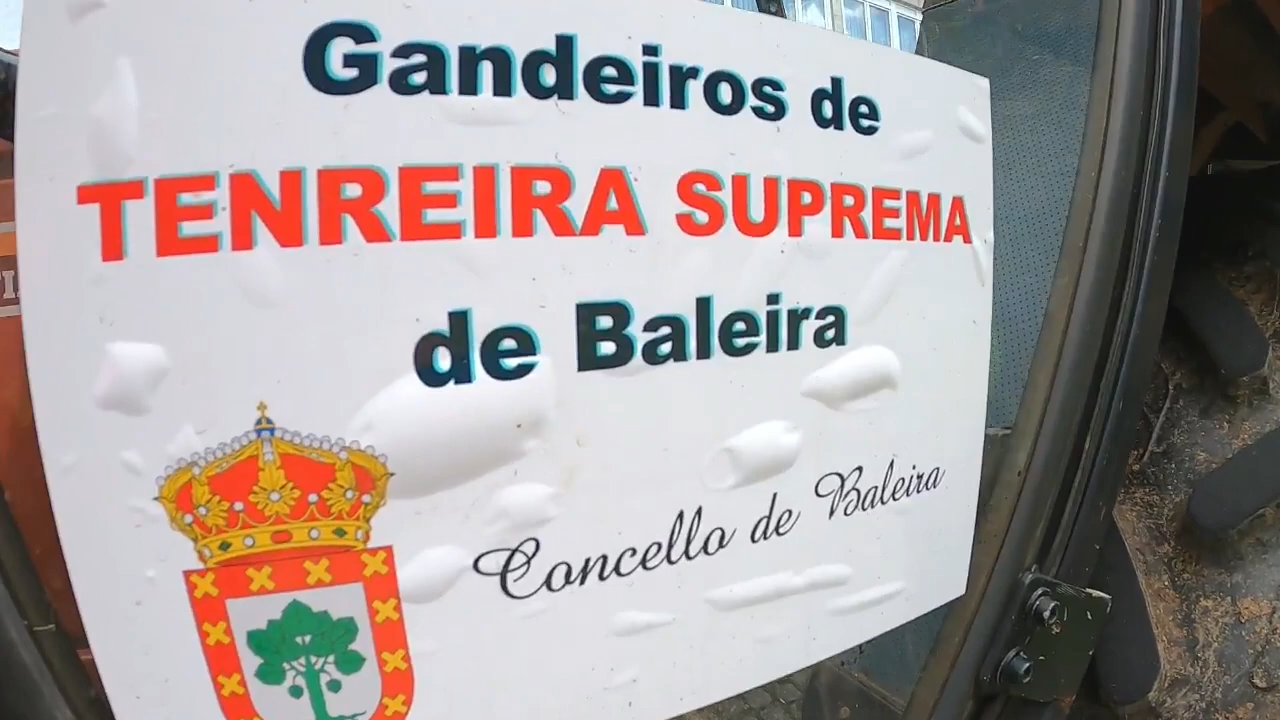 Gandeiros de
TENREIRA SUPREMA
de Baleira
Concello de Baleira